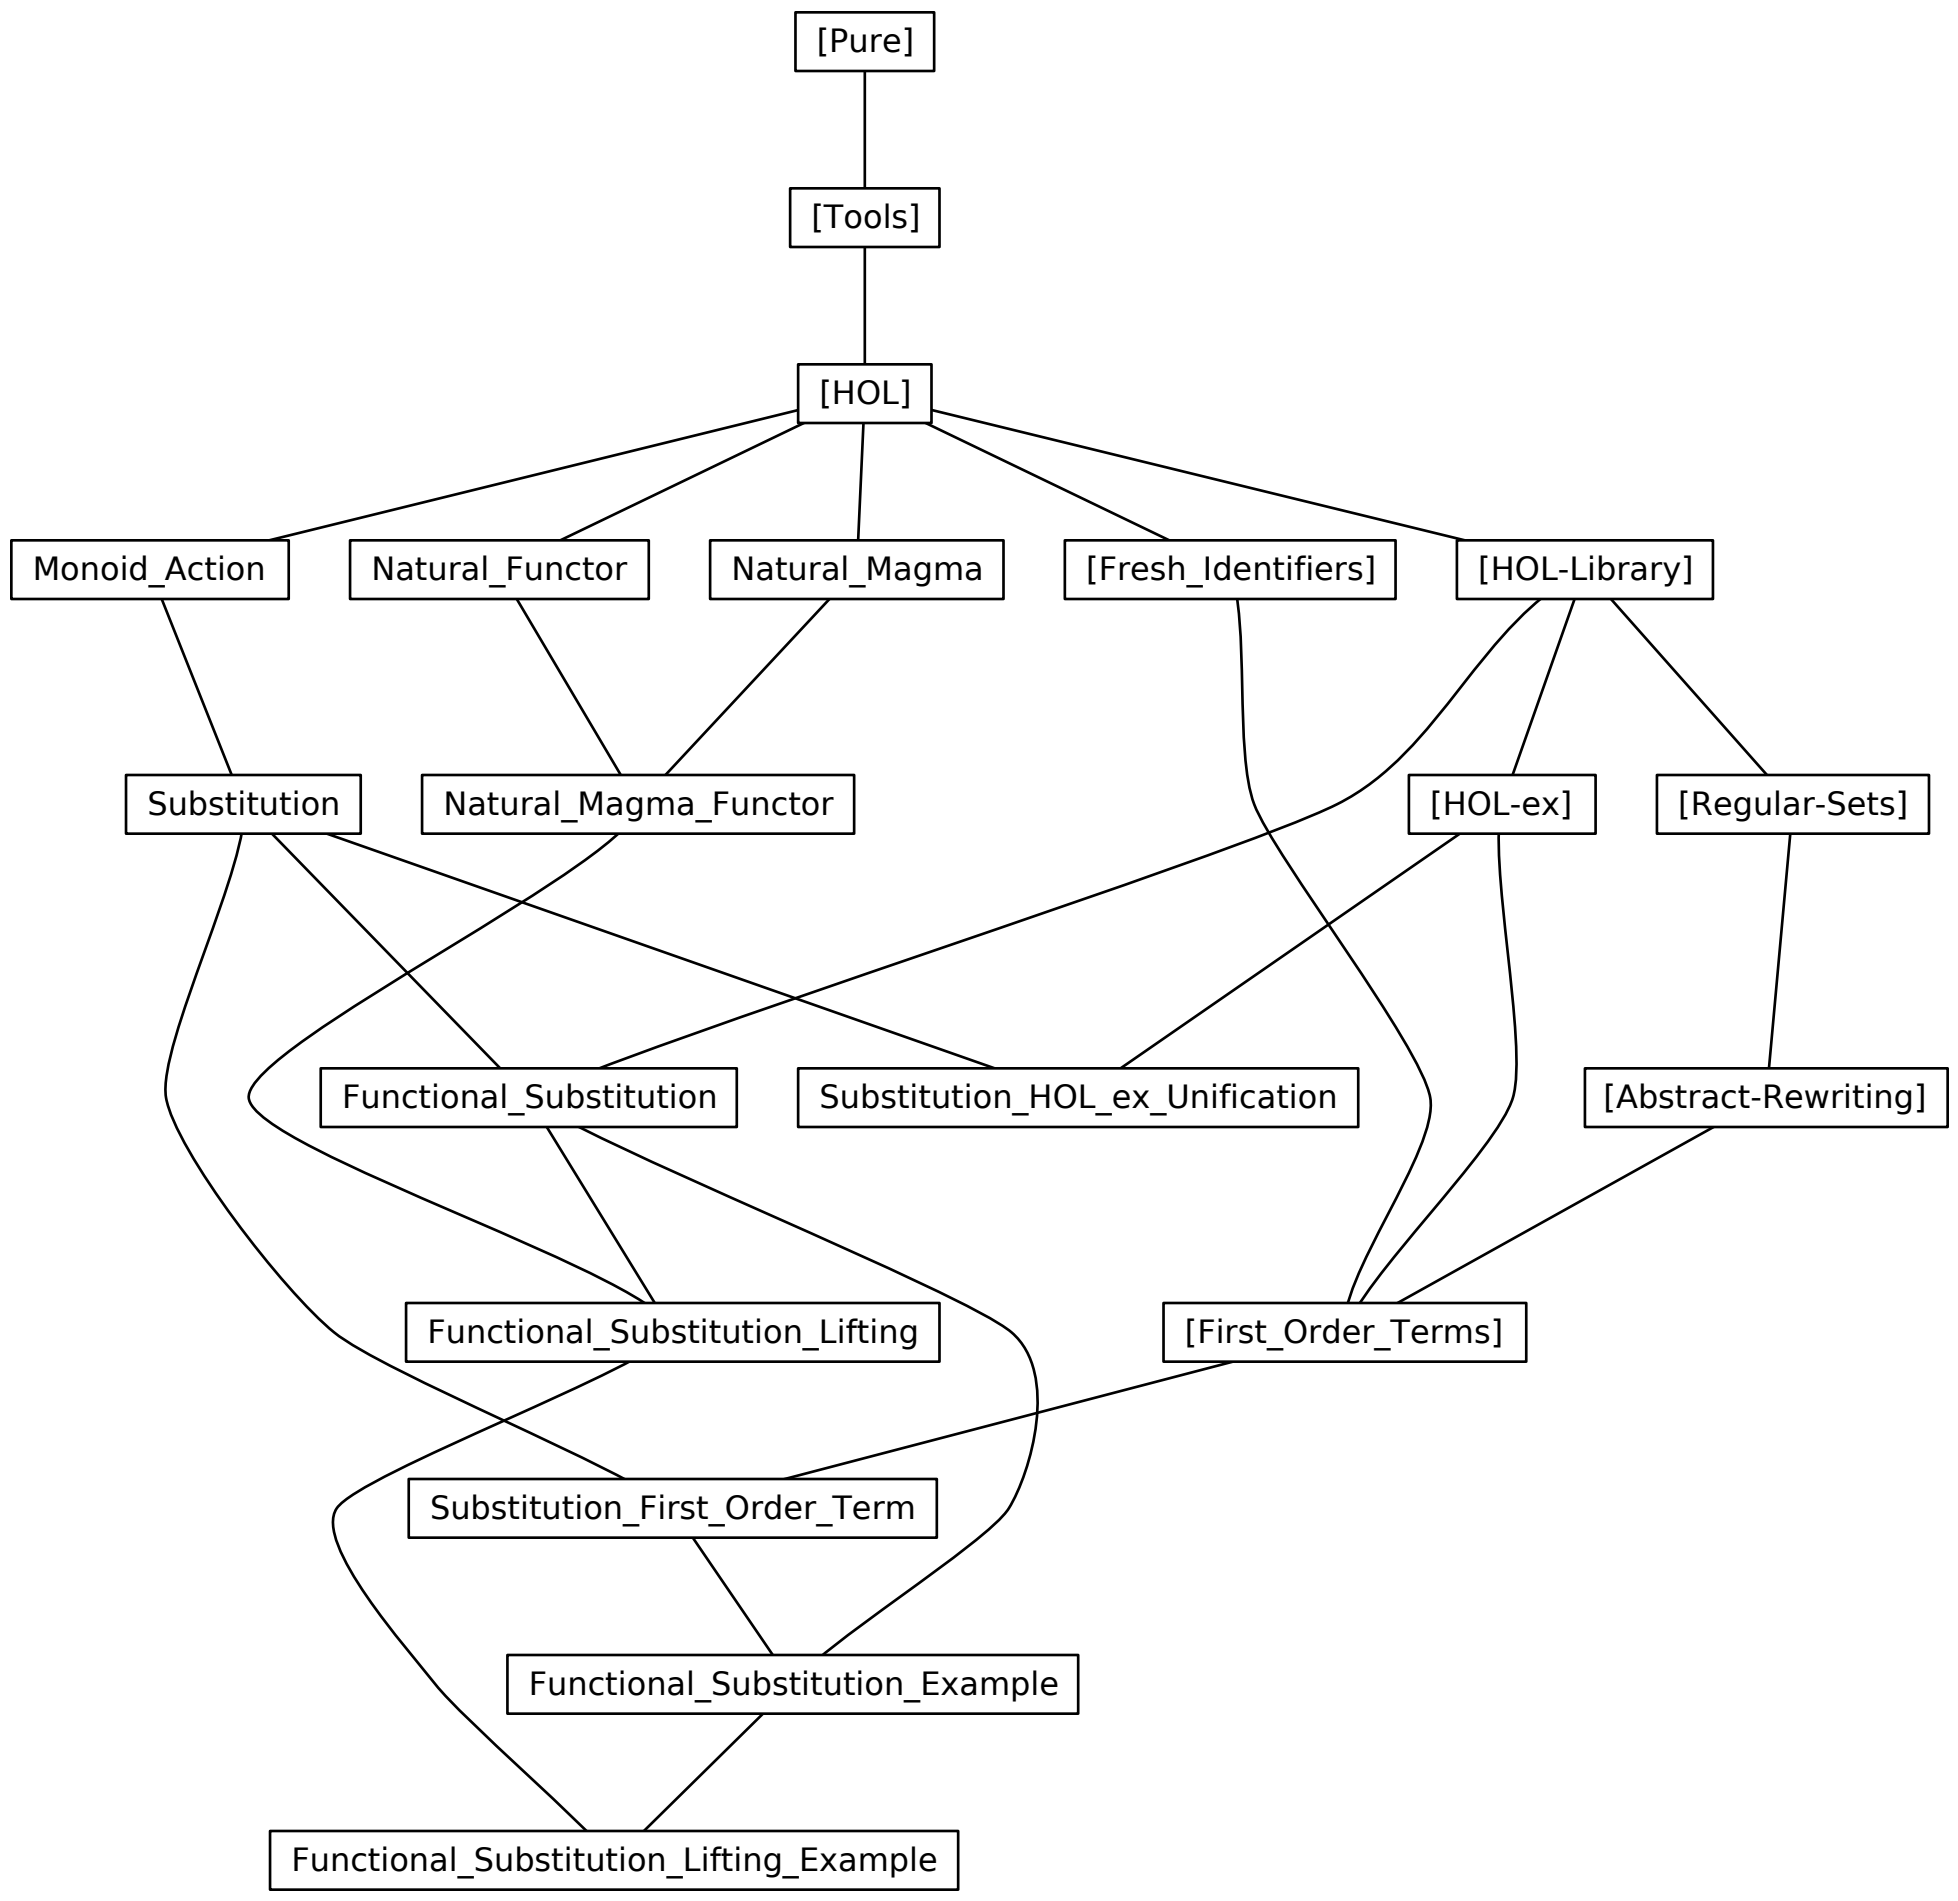 [Pure]
[Tools]
[HOL]
Monoid_Action
Natural_Functor
Natural_Magma
[Fresh_Identifiers]
[HOL-Library]
Substitution
Natural_Magma_Functor
[HOL-ex]
[Regular-Sets]
Functional_Substitution
Substitution_HOL_ex_Unification
[Abstract-Rewriting]
Functional_Substitution_Lifting
[First_Order_Terms]
Substitution_First_Order_Term
Functional_Substitution_Example
Functional_Substitution_Lifting_Example